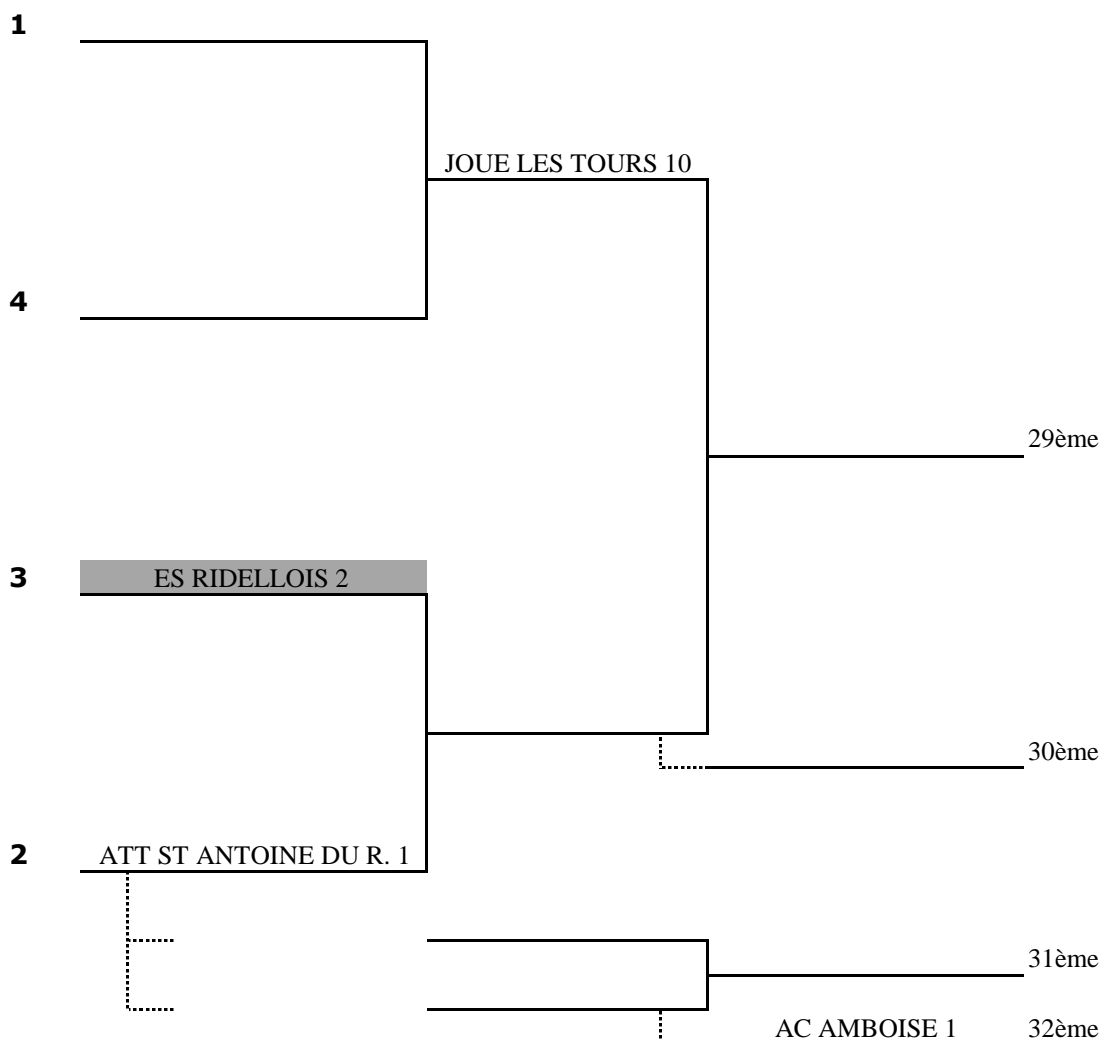 1
JOUE LES TOURS 10
4
29ème
3 ES RIDELLOIS 2
30ème
2 ATT ST ANTOINE DU R. 1
31ème
AC AMBOISE 1 32ème